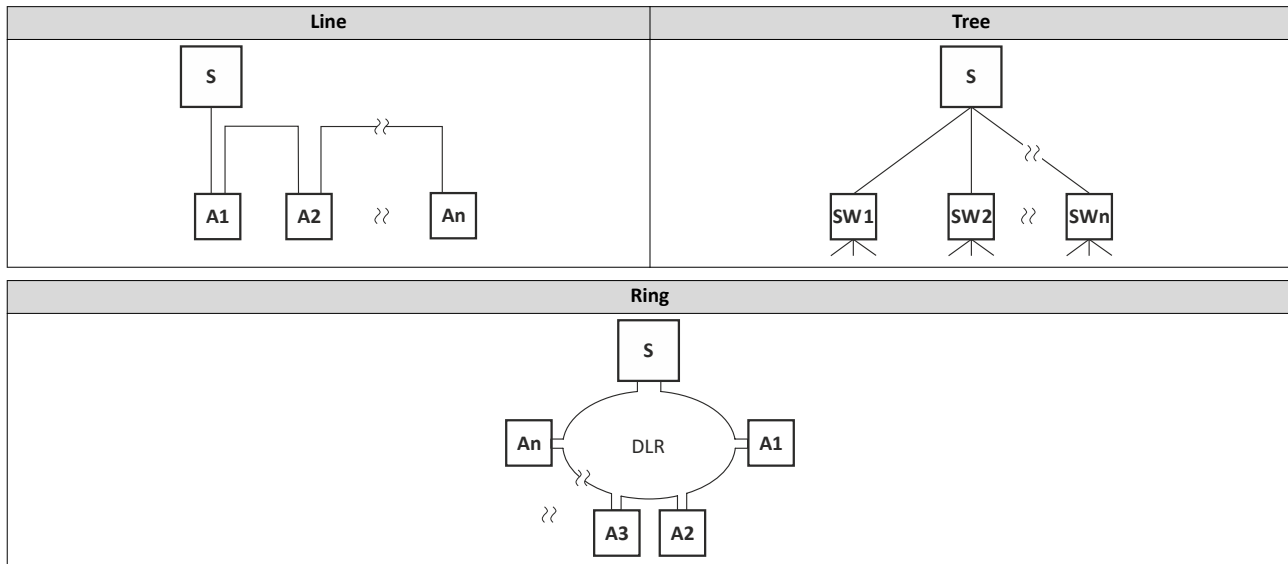 Line
Tree
S
S
A1 A2 An
SW1 SW2 SWn
Ring
S
An DLR A1
A3 A2